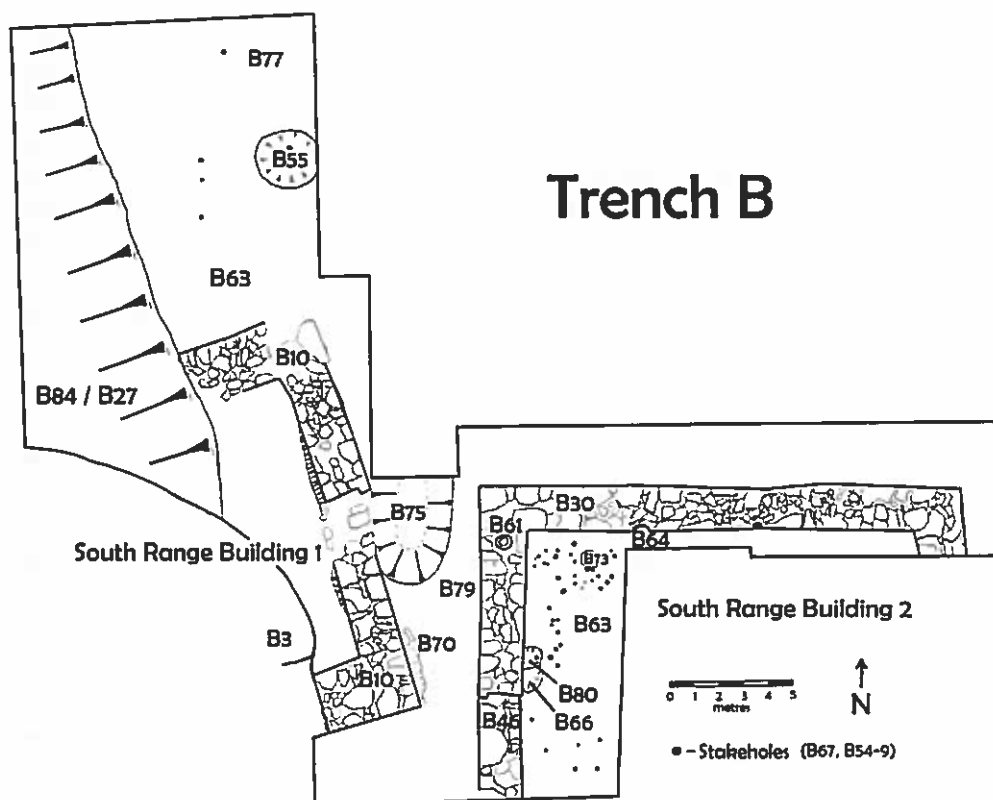 B77
B55
Trench B
B63
B10
B84 / B27
B75
B30
B61
B64
South Range Building 1
B73
B79
B63
South Range Building 2
B3
B70
B10
B80
B66
B46
0 1 2 3 4 5
metres
N
● – Stakeholes (B67, B54-9)